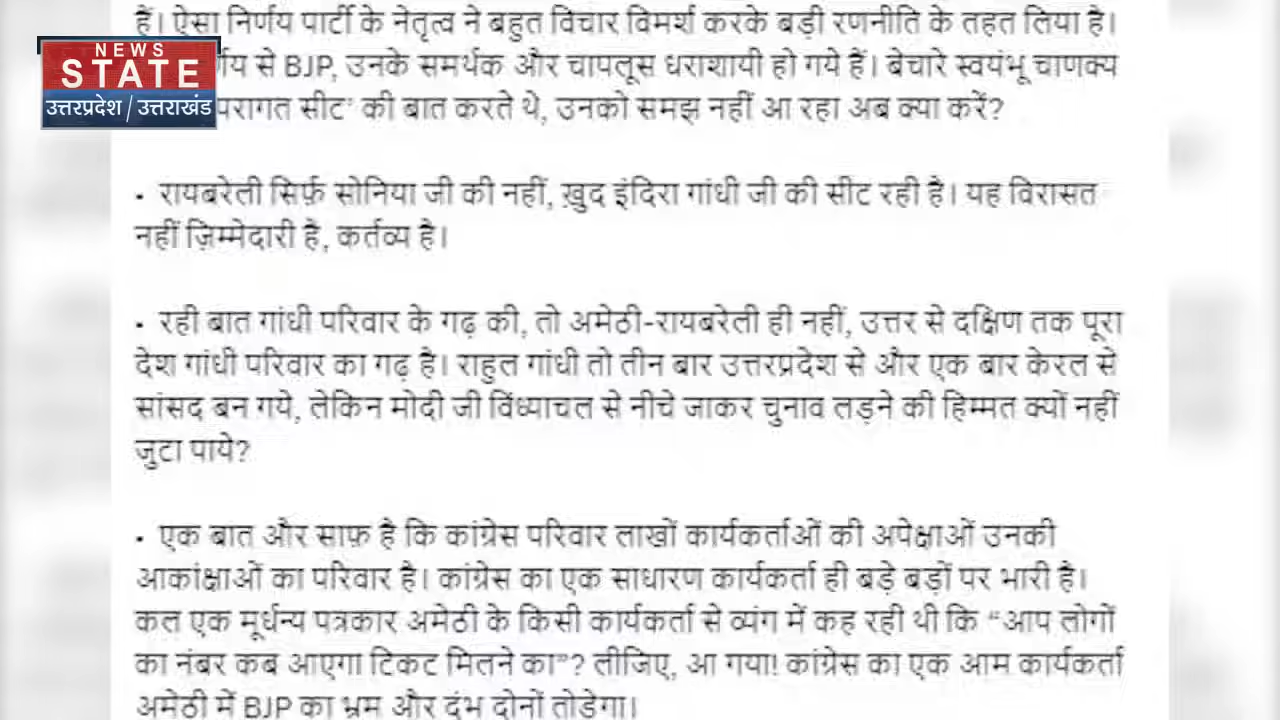 हैं। ऐसा निर्णय पार्टी के नेतृत्व ने बहुत विचार विमर्श करके बड़ी रणनीति के तहत लिया है।
NEWS
STATE
उत्तरप्रदेश / उत्तराखंड
से BJP, उनके समर्थक और चापलूस धराशायी हो गये हैं। बेचारे स्वयंभू चाणक्य
सीट’ की बात करते थे, उनको समझ नहीं आ रहा अब क्या करें?
• रायबरेली सिर्फ़ सोनिया जी की नहीं, ख़ुद इंदिरा गांधी जी की सीट रही है। यह विरासत
नहीं ज़िम्मेदारी है, कर्तव्य है।
• रही बात गांधी परिवार के गढ़ की, तो अमेठी-रायबरेली ही नहीं, उत्तर से दक्षिण तक पूरा
देश गांधी परिवार का गढ़ है। राहुल गांधी तो तीन बार उत्तरप्रदेश से और एक बार केरल से
सांसद बन गये, लेकिन मोदी जी विंध्याचल से नीचे जाकर चुनाव लड़ने की हिम्मत क्यों नहीं
जुटा पाये?
• एक बात और साफ़ है कि कांग्रेस परिवार लाखों कार्यकर्ताओं की अपेक्षाओं उनकी
आकांक्षाओं का परिवार है। कांग्रेस का एक साधारण कार्यकर्ता ही बड़े बड़ों पर भारी है।
कल एक मूर्धन्य पत्रकार अमेठी के किसी कार्यकर्ता से व्यंग में कह रही थी कि “आप लोगों
का नंबर कब आएगा टिकट मिलने का”? लीजिए, आ गया! कांग्रेस का एक आम कार्यकर्ता
अमेठी में BJP का भ्रम और दंभ दोनों तोडेगा।